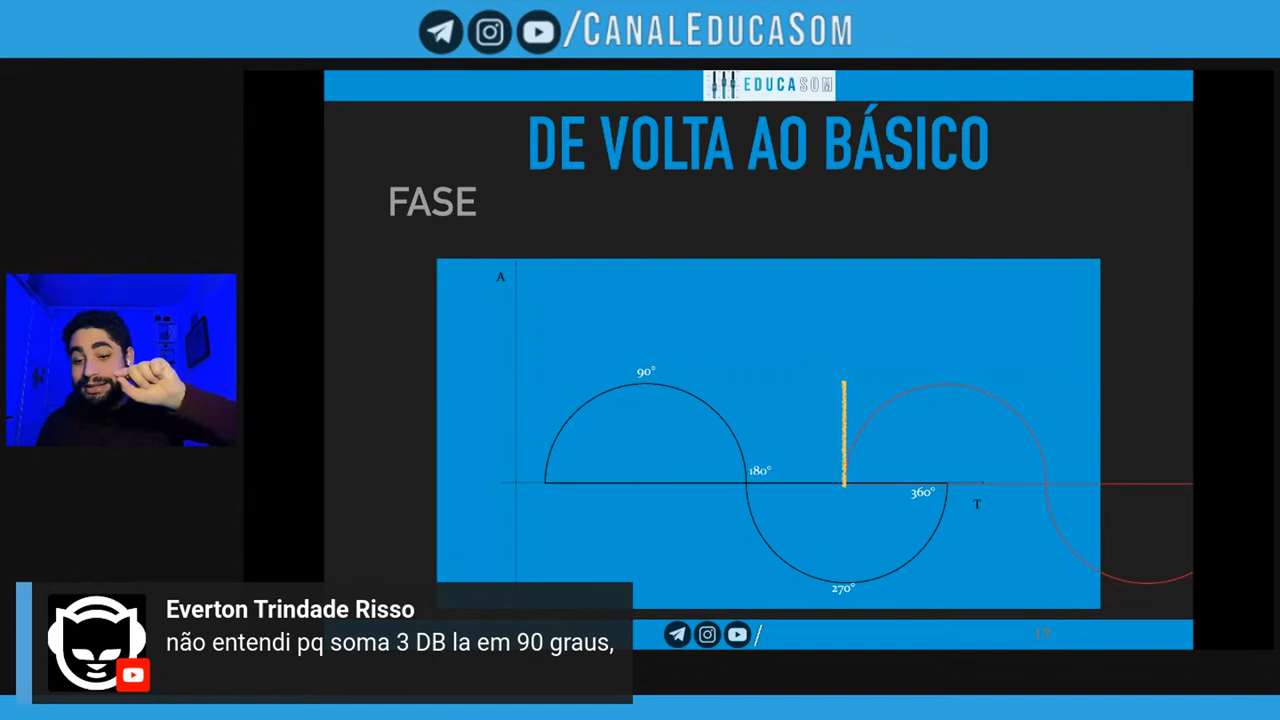 /CANALEDUCASOM
EDUCASOM
DE VOLTA AO BÁSICO
FASE
A
90°
180°
360°
T
270°
Everton Trindade Risso
não entendi pq soma 3 DB la em 90 graus,
/
17